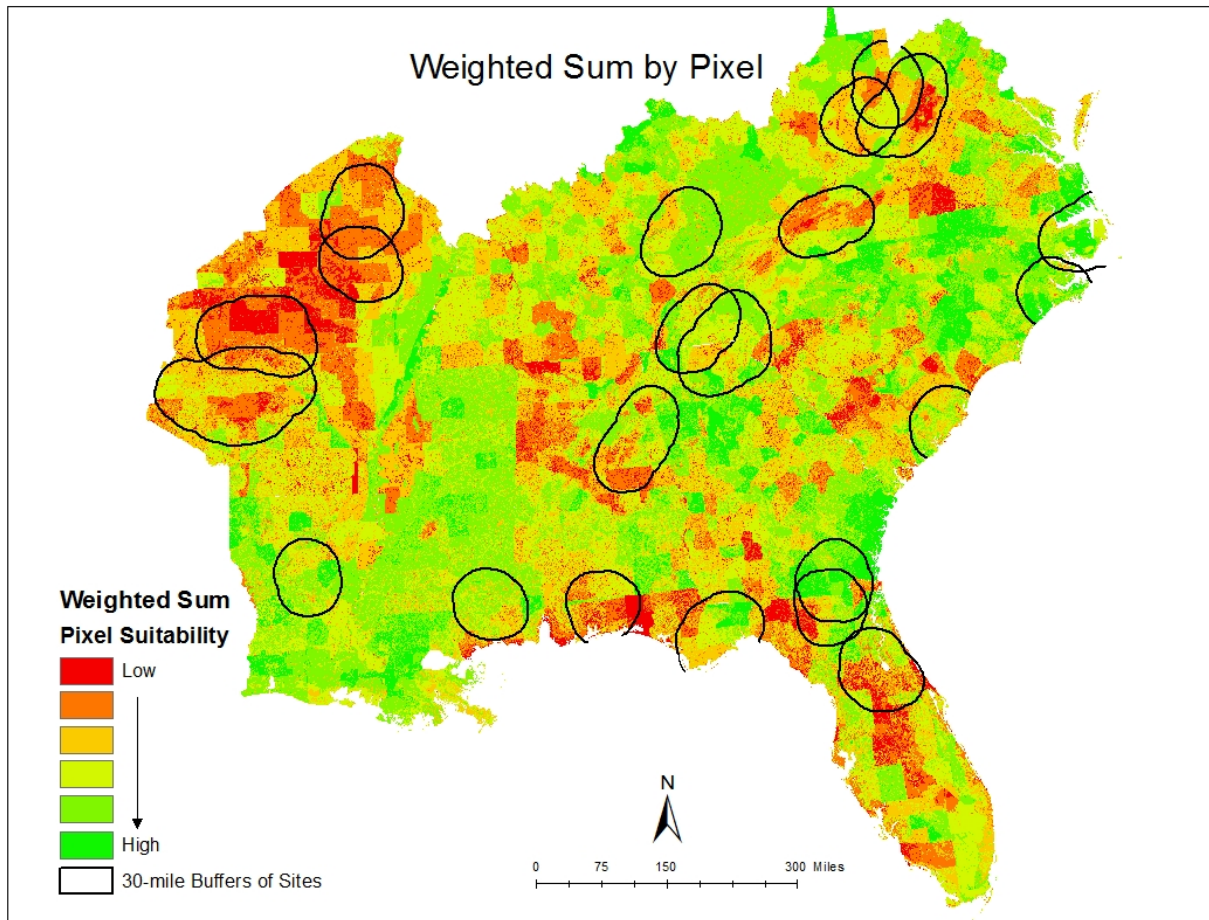 Weighted Sum by Pixel
Weighted Sum
Pixel Suitability
Low
High
30-mile Buffers of Sites
N
0 75 150 300 Miles